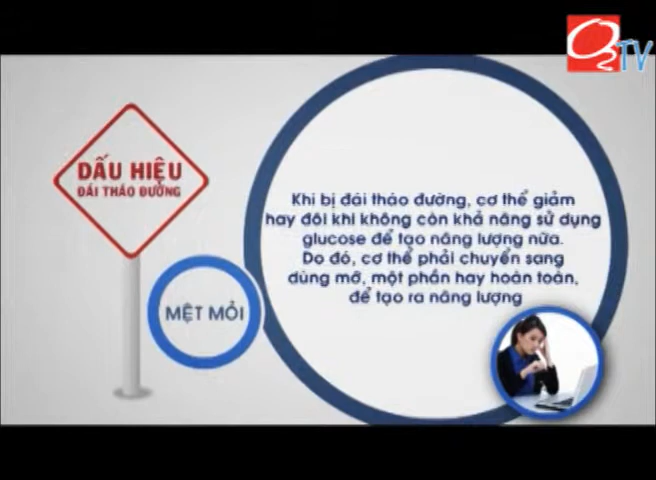 O2TV
DẤU HIỆU
ĐÁI THÁO ĐƯỜNG
MỆT MỎI
Khi bị đái tháo đường, cơ thể giảm
hay đôi khi không còn khả năng sử dụng
glucose để tạo năng lượng nữa.
Do đó, cơ thể phải chuyển sang
dùng mỡ, một phần hay hoàn toàn,
để tạo ra năng lượng